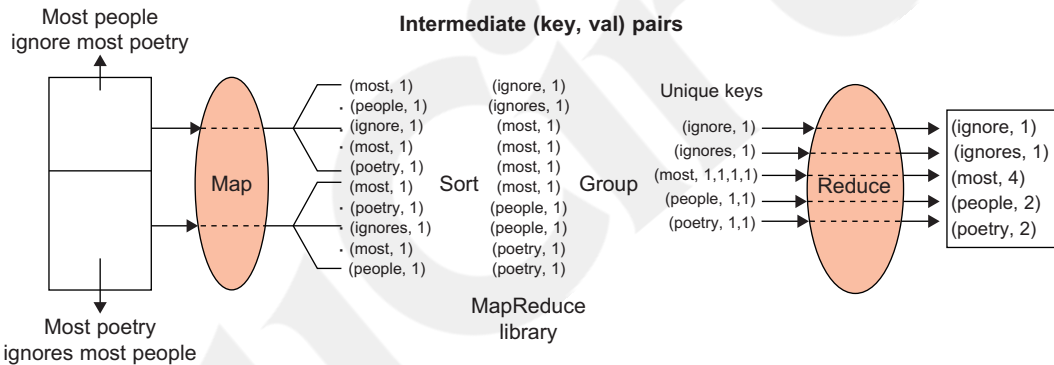 Most people
ignore most poetry
Intermediate (key, val) pairs
Map
(most, 1)
(people, 1)
(ignore, 1)
(most, 1)
(poetry, 1)
(most, 1)
(poetry, 1)
(ignores, 1)
(most, 1)
(people, 1)
Sort
(ignore, 1)
(ignores, 1)
(most, 1)
(most, 1)
(most, 1)
(most, 1)
(people, 1)
(people, 1)
(poetry, 1)
(poetry, 1)
Group
Unique keys
(ignore, 1)
(ignores, 1)
(most, 1,1,1,1)
(people, 1,1)
(poetry, 1,1)
Reduce
(ignore, 1)
(ignores, 1)
(most, 4)
(people, 2)
(poetry, 2)
MapReduce
library
Most poetry
ignores most people